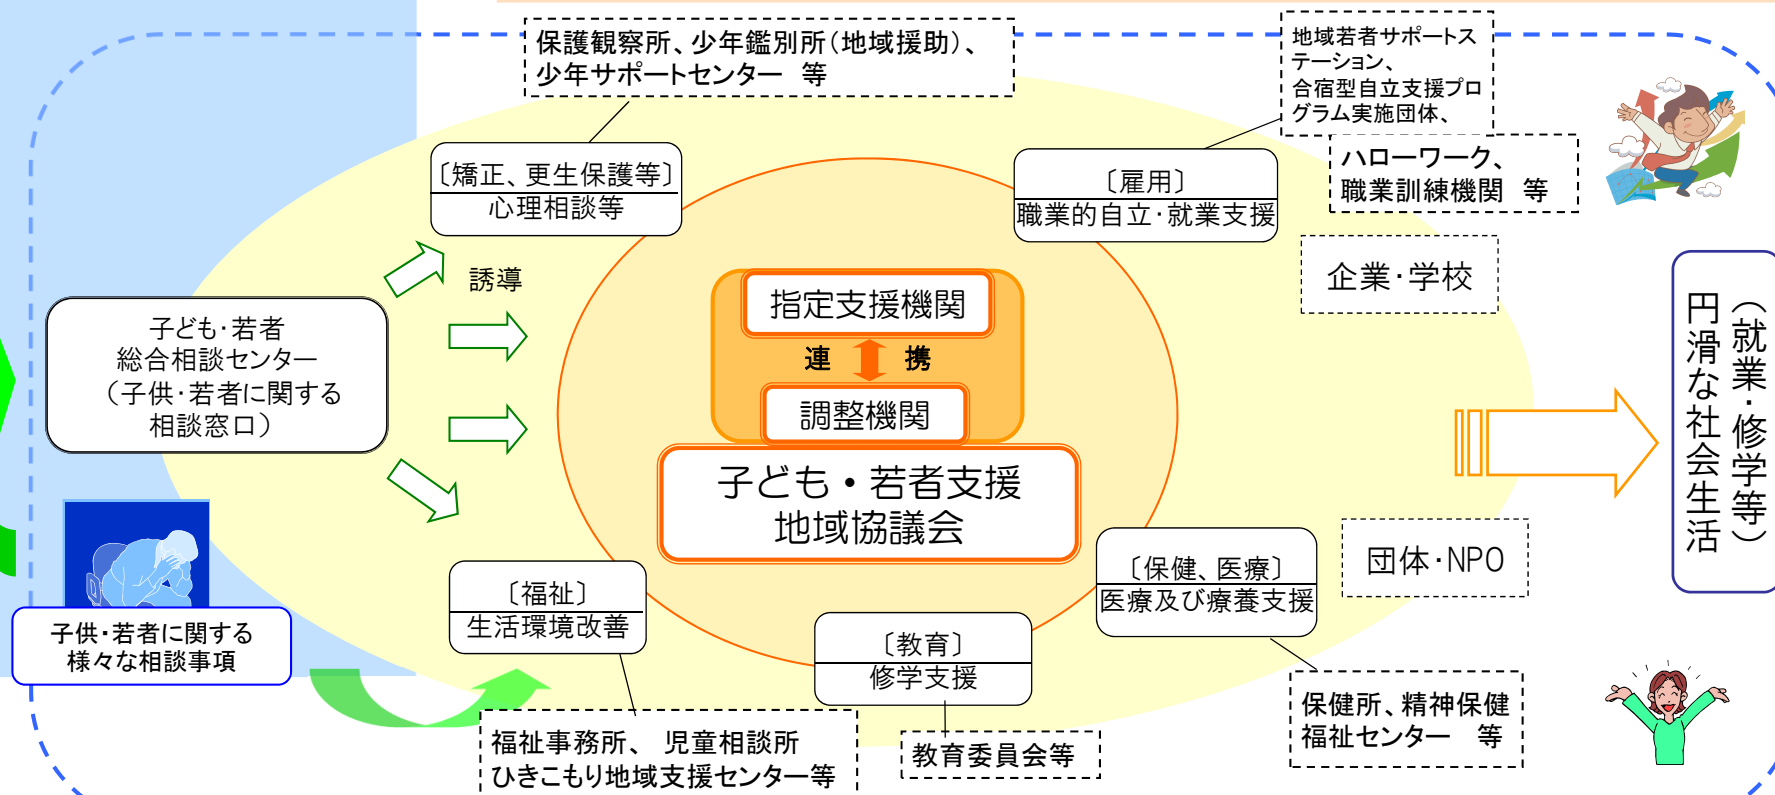 保護観察所、少年鑑別所(地域援助)、
少年サポートセンター 等
地域若者サポートス
テーション、
合宿型自立支援プロ
グラム実施団体、
ハローワーク、
職業訓練機関 等
〔矯正、更生保護等〕
心理相談等
〔雇用〕
職業的自立・就業支援
誘導
企業・学校
子ども・若者
総合相談センター
(子供・若者に関する
相談窓口)
指定支援機関
連 携
調整機関
子ども・若者支援
地域協議会
(就業・修学等)
円滑な社会生活
団体・NPO
〔保健、医療〕
医療及び療養支援
〔福祉〕
生活環境改善
〔教育〕
修学支援
子供・若者に関する
様々な相談事項
保健所、精神保健
福祉センター 等
福祉事務所、 児童相談所
ひきこもり地域支援センター等
教育委員会等